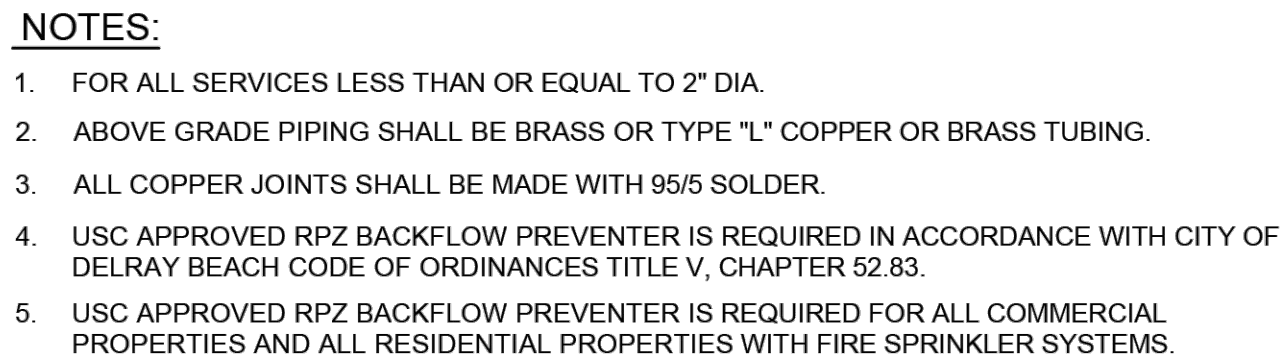 NOTES:
1. FOR ALL SERVICES LESS THAN OR EQUAL TO 2" DIA.
2. ABOVE GRADE PIPING SHALL BE BRASS OR TYPE "L" COPPER OR BRASS TUBING.
3. ALL COPPER JOINTS SHALL BE MADE WITH 95/5 SOLDER.
4. USC APPROVED RPZ BACKFLOW PREVENTER IS REQUIRED IN ACCORDANCE WITH CITY OF
DELRAY BEACH CODE OF ORDINANCES TITLE V, CHAPTER 52.83.
5. USC APPROVED RPZ BACKFLOW PREVENTER IS REQUIRED FOR ALL COMMERCIAL
PROPERTIES AND ALL RESIDENTIAL PROPERTIES WITH FIRE SPRINKLER SYSTEMS.